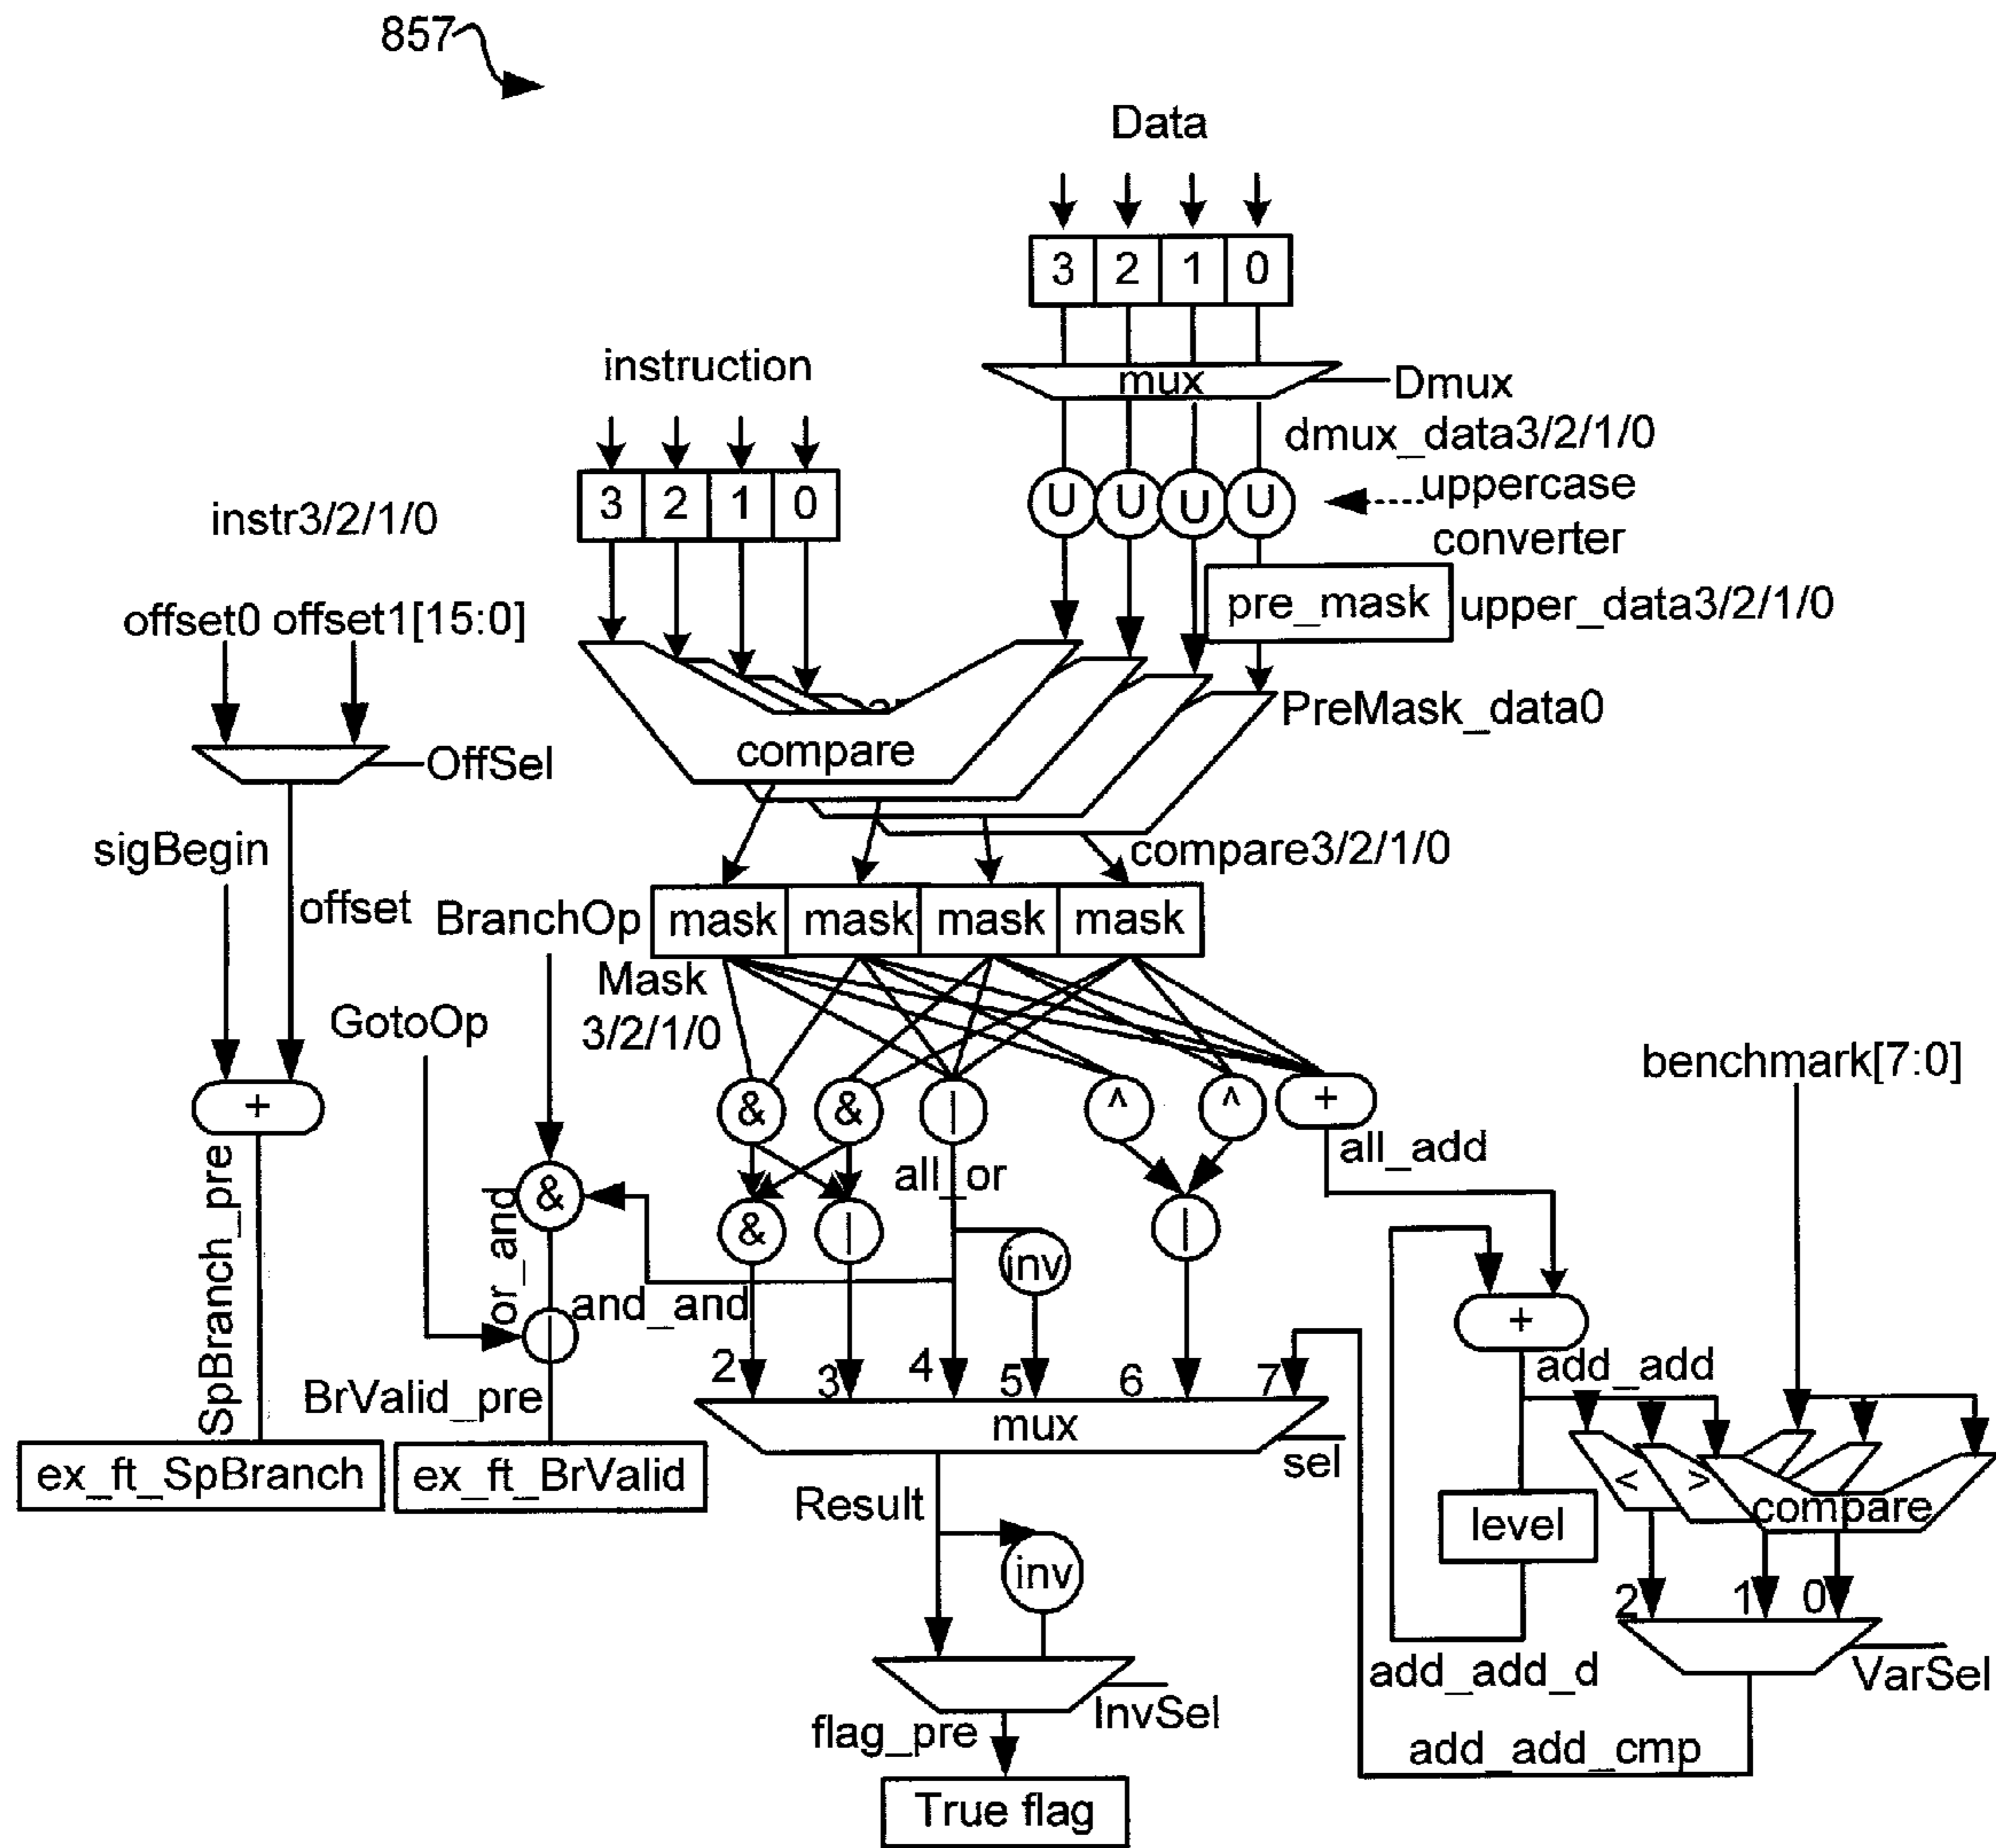 857
Data
3 2 1 0
instruction
mux
Dmux
dmux_data3/2/1/0
3 2 1 0
U U U U
uppercase
converter
instr3/2/1/0
offset0 offset1[15:0]
pre_mask
upper_data3/2/1/0
PreMask_data0
compare
OffSel
sigBegin
compare3/2/1/0
offset
BranchOp
mask mask mask mask
Mask
3/2/1/0
GotoOp
benchmark[7:0]
+
& & | ^ ^ +
all_add
SpBranch_pre
&
or_and
all_or
& | |
inv
and_and
|
+
add_add
2 3 4 5 6 7
BrValid_pre
mux
sel
ex_ft_SpBranch
ex_ft_BrValid
< >
compare
Result
level
inv
2 1 0
add_add_d
VarSel
InvSel
flag_pre
add_add_cmp
True flag